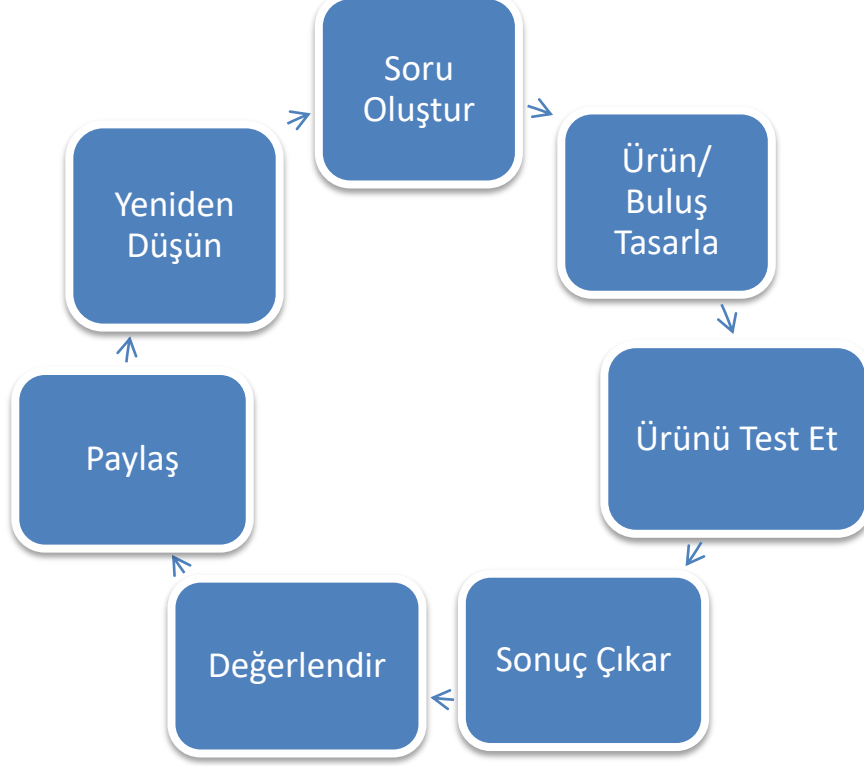 Soru
Oluştur
Ürün/
Buluş
Tasarla
Ürünü Test Et
Sonuç Çıkar
Değerlendir
Paylaş
Yeniden
Düşün